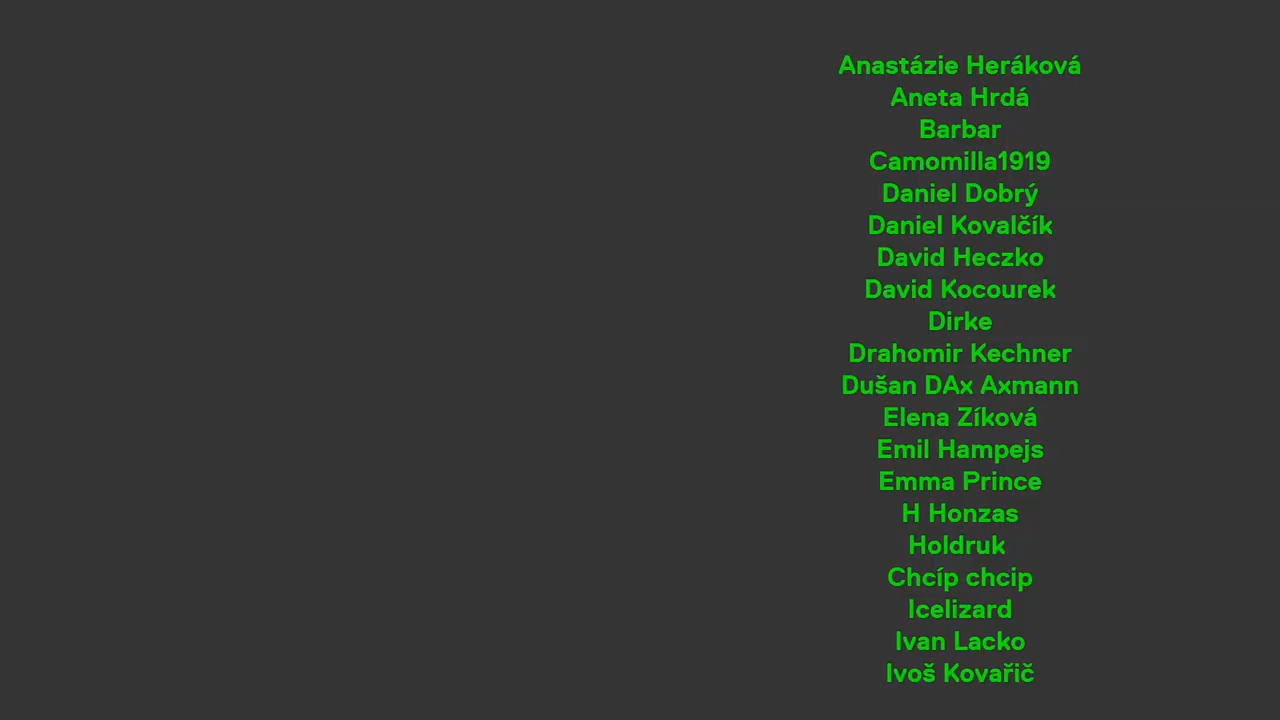 Anastázie Heráková
Aneta Hrdá
Barbar
Camomilla1919
Daniel Dobrý
Daniel Kovalčík
David Heczko
David Kocourek
Dirke
Drahomir Kechner
Dušan DAx Axmann
Elena Zíková
Emil Hampejs
Emma Prince
H Honzas
Holdruk
Chcíp chcip
Icelizard
Ivan Lacko
Ivoš Kovařič